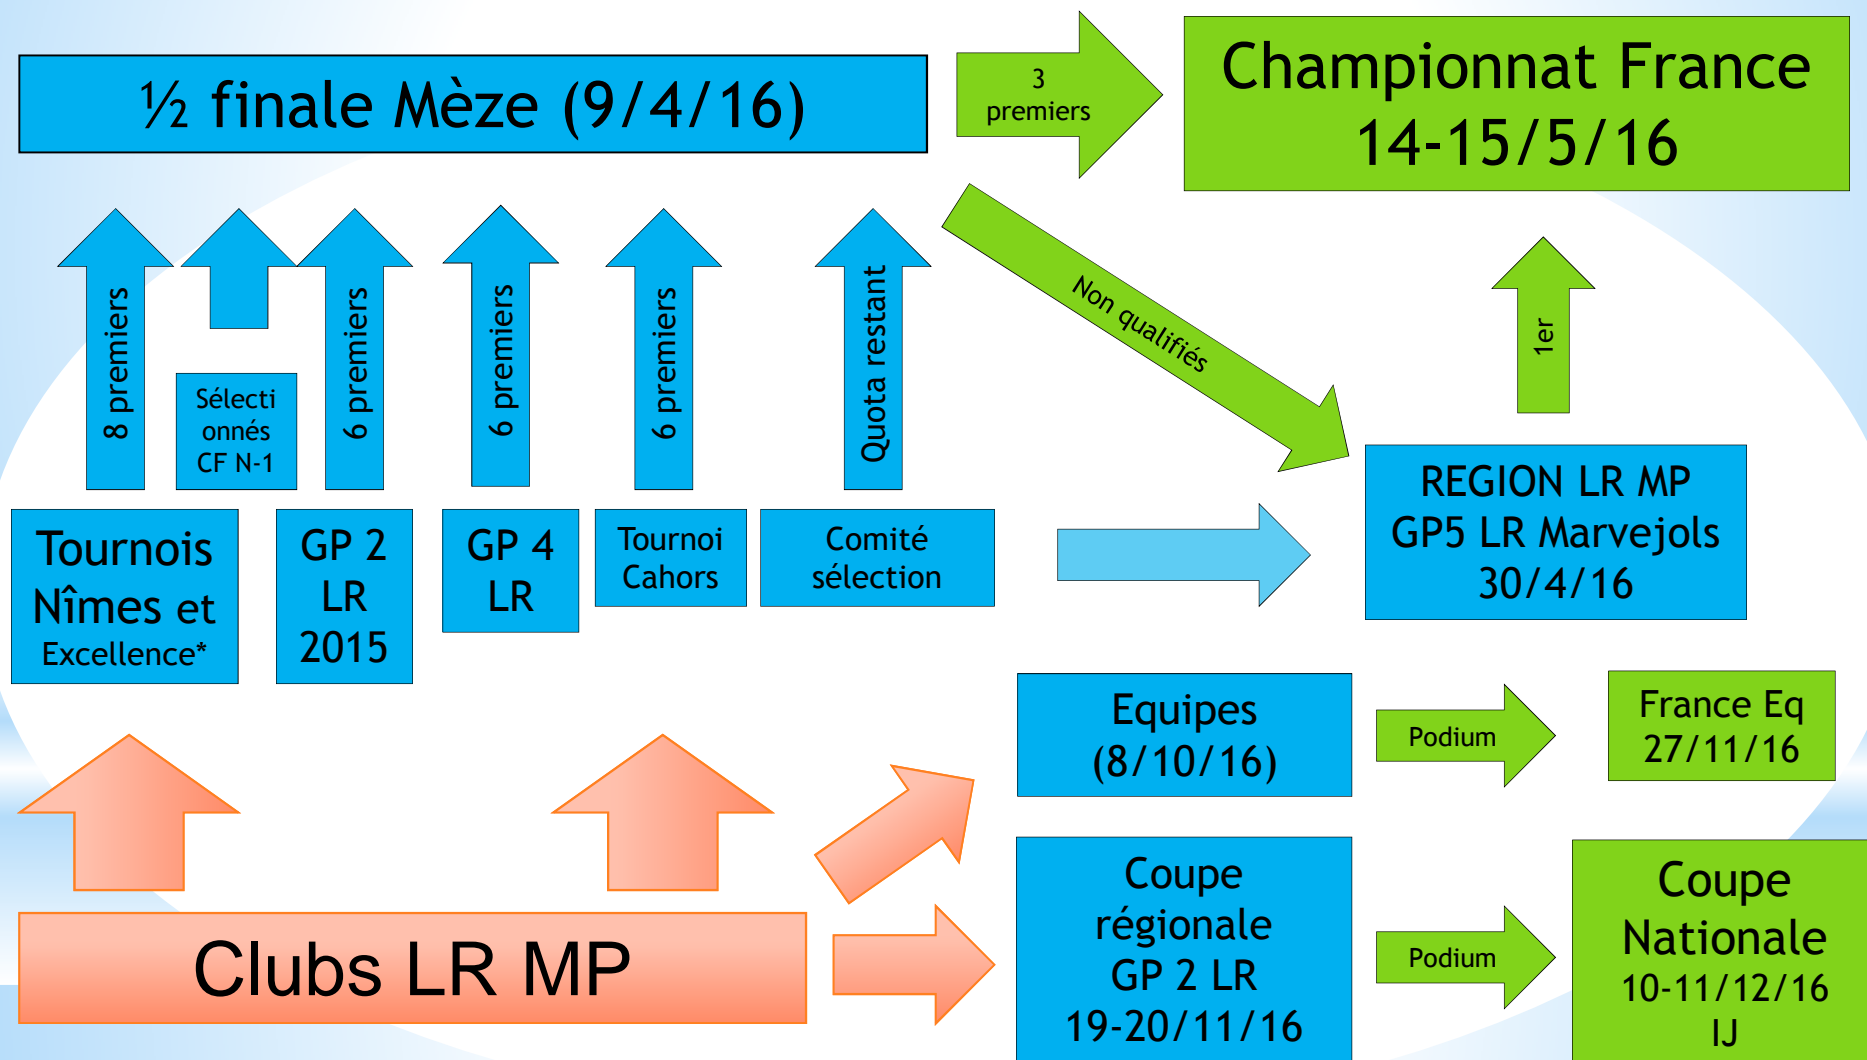 ½ finale Mèze (9/4/16)
3
premiers
Championnat France
14-15/5/16
8 premiers
Sélecti
onnés
CF N-1
6 premiers
6 premiers
6 premiers
Quota restant
Non qualifiés
1er
Tournois
Nîmes et
Excellence*
GP 2
LR
2015
GP 4
LR
Tournoi
Cahors
Comité
sélection
REGION LR MP
GP5 LR Marvejols
30/4/16
Equipes
(8/10/16)
Podium
France Eq
27/11/16
Clubs LR MP
Coupe
régionale
GP 2 LR
19-20/11/16
Podium
Coupe
Nationale
10-11/12/16
IJ